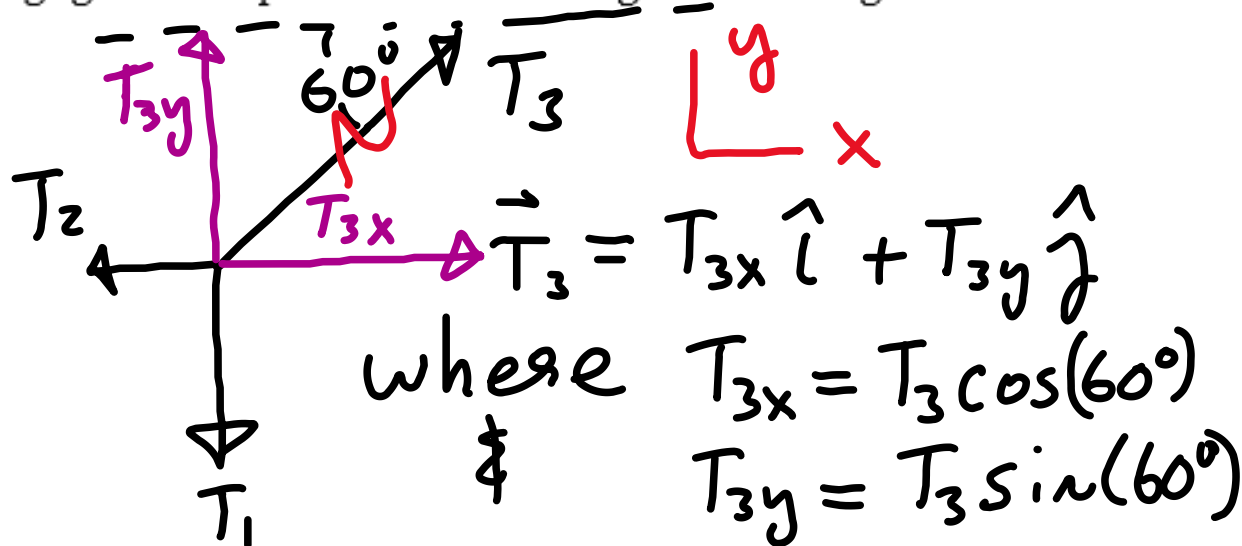 60°
T₃
y
x
T₃y
T₂
T₃x
T⃗₃ = T₃x î + T₃y ĵ
where T₃x = T₃ cos(60°)
& T₃y = T₃ sin(60°)
T₁